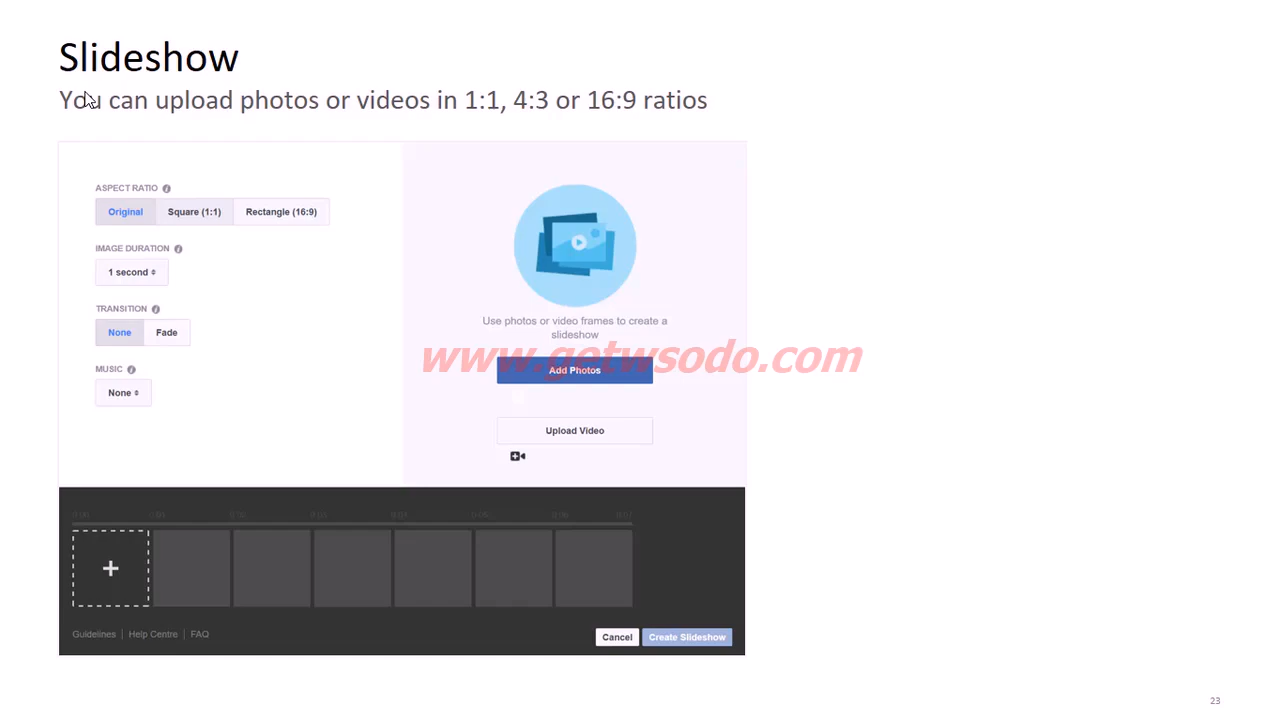 Slideshow
You can upload photos or videos in 1:1, 4:3 or 16:9 ratios
ASPECT RATIO
Original Square (1:1) Rectangle (16:9)
IMAGE DURATION
1 second
TRANSITION
None Fade
MUSIC
None
Use photos or video frames to create a
slideshow
www.getwsodo.com
Add Photos
Upload Video
Guidelines | Help Centre | FAQ
Cancel Create Slideshow
23